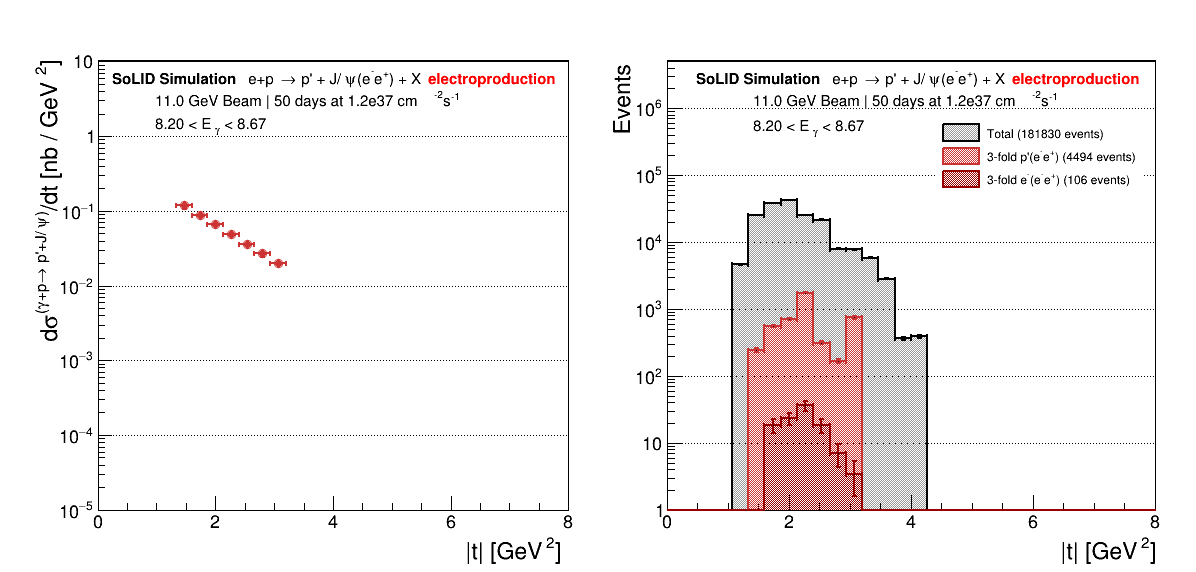 SoLID Simulation e+p → p' + J/ψ(e⁻e⁺) + X electroproduction
11.0 GeV Beam | 50 days at 1.2e37 cm⁻²s⁻¹
8.20 < Eγ < 8.67
dσ(γ+p→ p'+J/ψ)/dt [nb / GeV²]
10
1
10⁻¹
10⁻²
10⁻³
10⁻⁴
10⁻⁵
0 2 4 6 8
|t| [GeV²]
SoLID Simulation e+p → p' + J/ψ(e⁻e⁺) + X electroproduction
11.0 GeV Beam | 50 days at 1.2e37 cm⁻²s⁻¹
8.20 < Eγ < 8.67
Total (181830 events)
3-fold p'(e⁻e⁺) (4494 events)
3-fold e⁻(e⁻e⁺) (106 events)
Events
10⁶
10⁵
10⁴
10³
10²
10
1
0 2 4 6 8
|t| [GeV²]